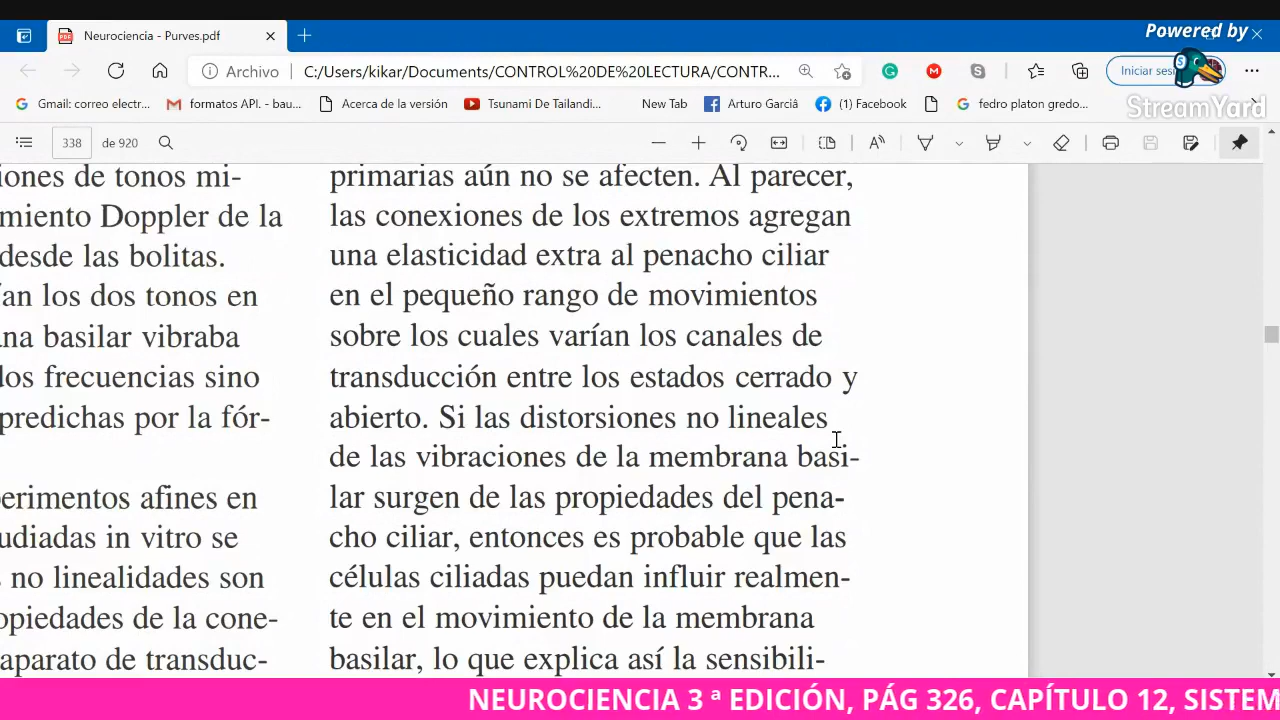 Powered by
Neurociencia - Purves.pdf
Archivo
C:/Users/kikar/Documents/CONTROL%20DE%20LECTURA/CONTR...
Iniciar sesi
StreamYard
Gmail: correo electr...
formatos API. - bau...
Acerca de la versió
Tsunami De Tailandi...
New Tab
Arturo Garciâ
(1) Facebook
fedro platon gredo...
338
de 920
iones de tonos mi-
miento Doppler de la
desde las bolitas.
an los dos tonos en
na basilar vibraba
dos frecuencias sino
predichas por la fór-
perimentos afines en
udiadas in vitro se
no linealidades son
opiedades de la cone-
aparato de transduc-
primarias aún no se afecten. Al parecer,
las conexiones de los extremos agregan
una elasticidad extra al penacho ciliar
en el pequeño rango de movimientos
sobre los cuales varían los canales de
transducción entre los estados cerrado y
abierto. Si las distorsiones no lineales
de las vibraciones de la membrana basi-
lar surgen de las propiedades del pena-
cho ciliar, entonces es probable que las
células ciliadas puedan influir realmen-
te en el movimiento de la membrana
basilar, lo que explica así la sensibili-
NEUROCIENCIA 3 ª EDICIÓN, PÁG 326, CAPÍTULO 12, SISTEM